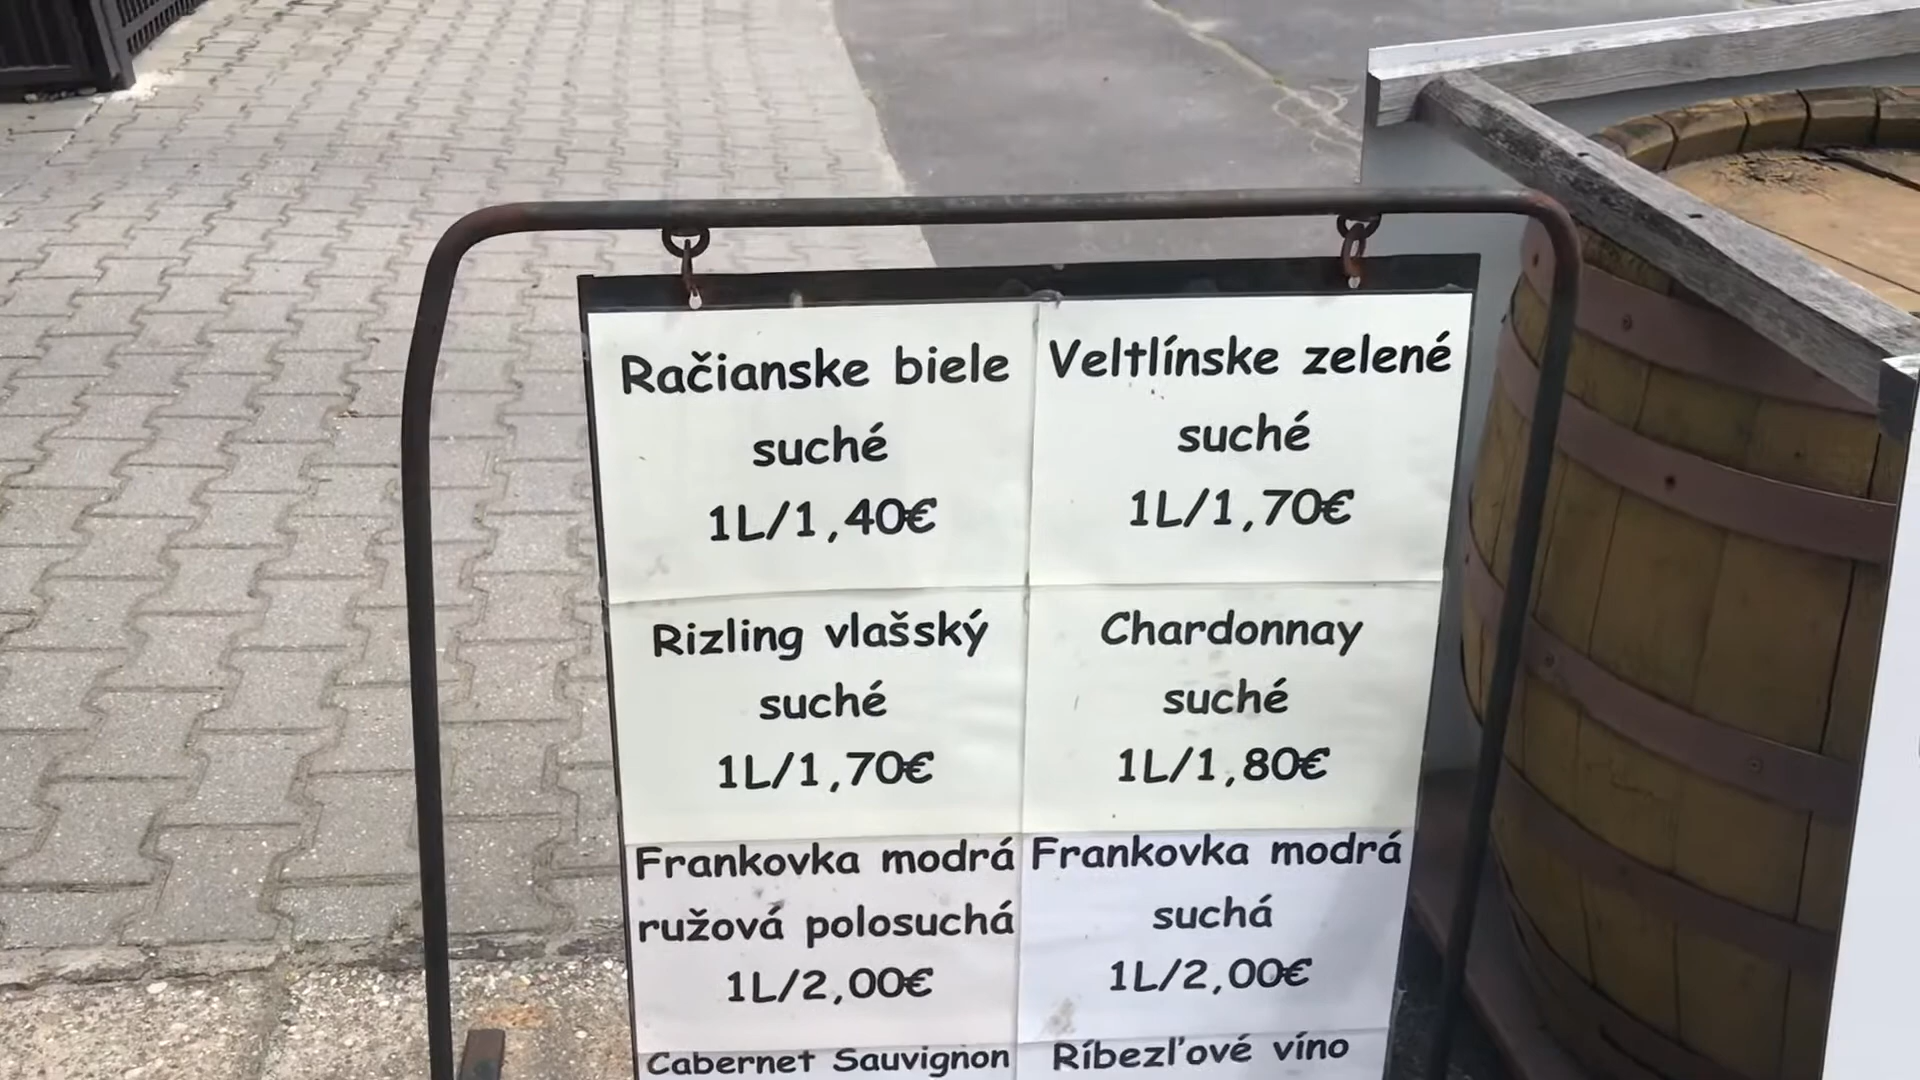 Račianske biele
suché
1L/1,40€
Veltlínske zelené
suché
1L/1,70€
Rizling vlašský
suché
1L/1,70€
Chardonnay
suché
1L/1,80€
Frankovka modrá
ružová polosuchá
1L/2,00€
Frankovka modrá
suchá
1L/2,00€
Cabernet Sauvignon
Ríbezľové víno